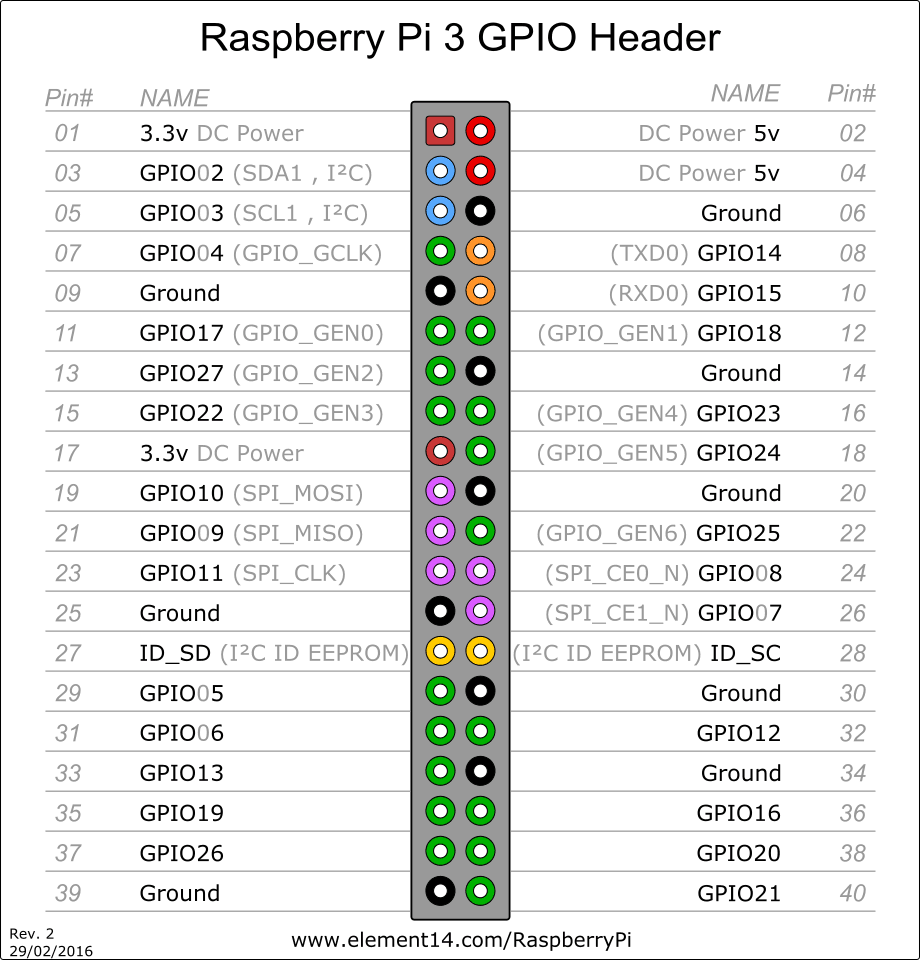 Raspberry Pi 3 GPIO Header
Pin# NAME NAME Pin#
01 3.3v DC Power DC Power 5v 02
03 GPIO02 (SDA1 , I²C) DC Power 5v 04
05 GPIO03 (SCL1 , I²C) Ground 06
07 GPIO04 (GPIO_GCLK) (TXD0) GPIO14 08
09 Ground (RXD0) GPIO15 10
11 GPIO17 (GPIO_GEN0) (GPIO_GEN1) GPIO18 12
13 GPIO27 (GPIO_GEN2) Ground 14
15 GPIO22 (GPIO_GEN3) (GPIO_GEN4) GPIO23 16
17 3.3v DC Power (GPIO_GEN5) GPIO24 18
19 GPIO10 (SPI_MOSI) Ground 20
21 GPIO09 (SPI_MISO) (GPIO_GEN6) GPIO25 22
23 GPIO11 (SPI_CLK) (SPI_CE0_N) GPIO08 24
25 Ground (SPI_CE1_N) GPIO07 26
27 ID_SD (I²C ID EEPROM) (I²C ID EEPROM) ID_SC 28
29 GPIO05 Ground 30
31 GPIO06 GPIO12 32
33 GPIO13 Ground 34
35 GPIO19 GPIO16 36
37 GPIO26 GPIO20 38
39 Ground GPIO21 40
Rev. 2
29/02/2016
www.element14.com/RaspberryPi